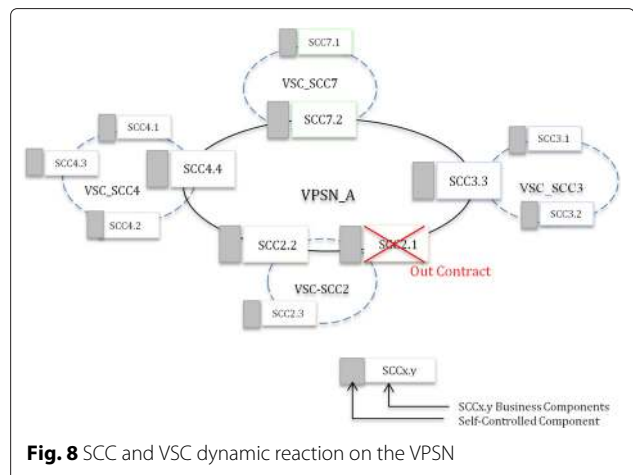 SCC7.1
VSC_SCC7
SCC7.2
SCC4.1
SCC4.3
VSC_SCC4
SCC4.4
SCC4.2
SCC3.1
SCC3.3
VSC_SCC3
SCC3.2
VPSN_A
SCC2.2
SCC2.1
Out Contract
VSC-SCC2
SCC2.3
SCCx.y
SCCx.y Business Components
Self-Controlled Component
Fig. 8 SCC and VSC dynamic reaction on the VPSN